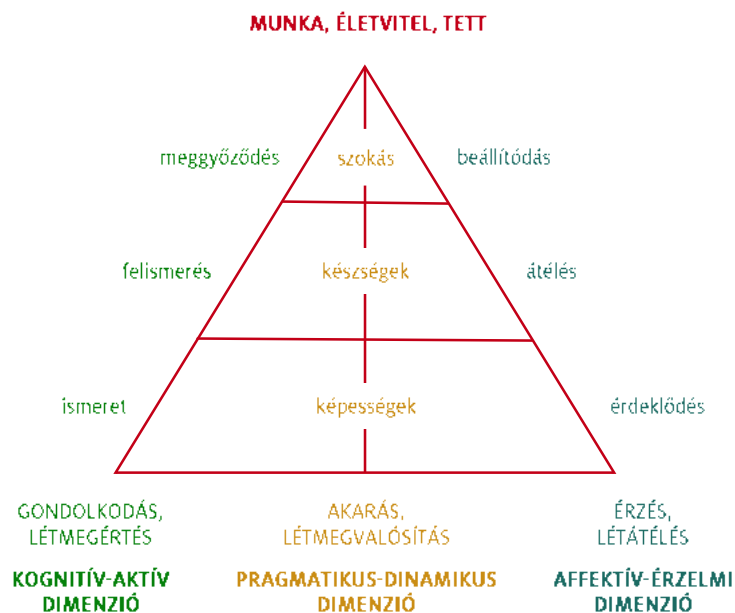 MUNKA, ÉLETVITEL, TETT
meggyőződés szokás beállítódás
felismerés készségek átélés
ismeret képességek érdeklődés
GONDOLKODÁS, AKARÁS, ÉRZÉS,
LÉTMEGÉRTÉS LÉTMEGVALÓSÍTÁS LÉTÁTÉLÉS
KOGNITÍV-AKTÍV PRAGMATIKUS-DINAMIKUS AFFEKTÍV-ÉRZELMI
DIMENZIÓ DIMENZIÓ DIMENZIÓ